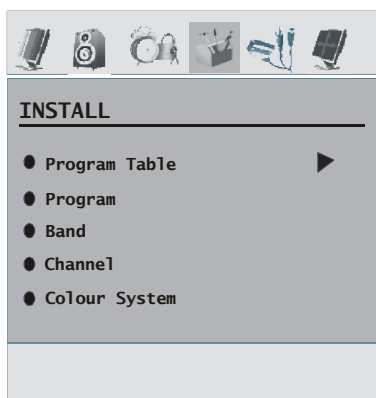 INSTALL
Program Table
Program
Band
Channel
Colour System